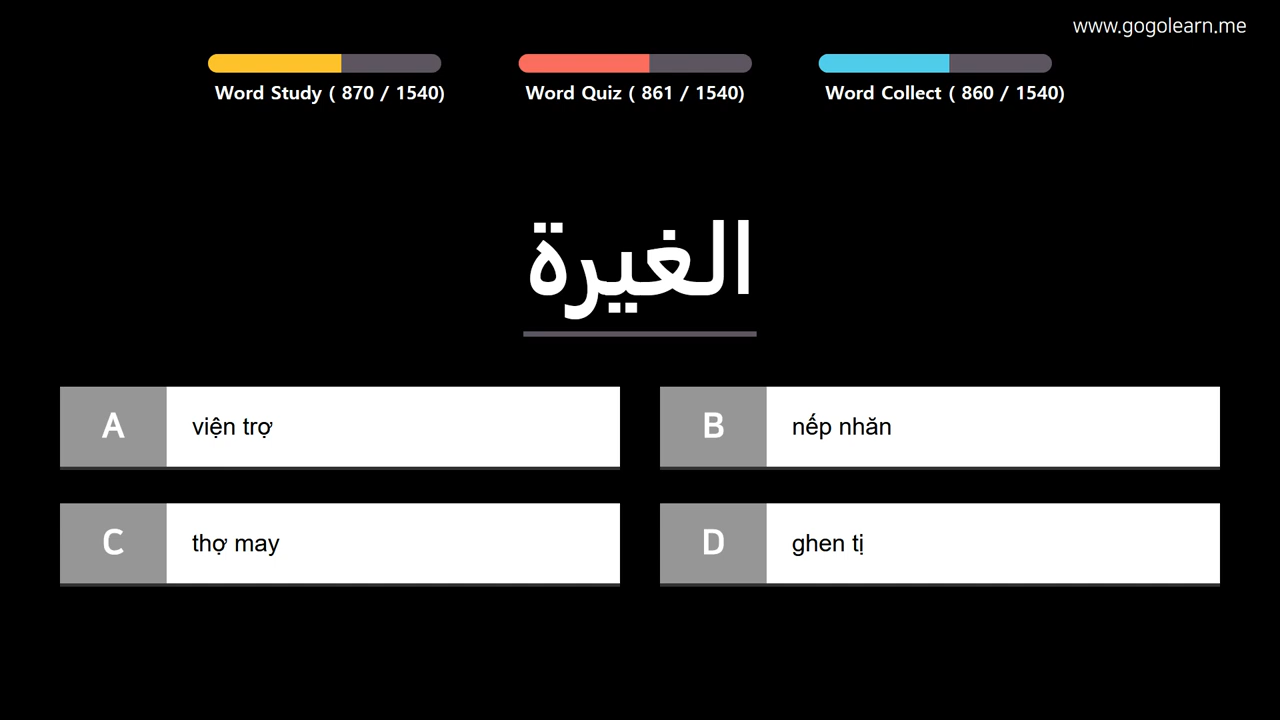 www.gogolearn.me
Word Study ( 870 / 1540)
Word Quiz ( 861 / 1540)
Word Collect ( 860 / 1540)
الغيرة
A viện trợ
B nếp nhăn
C thợ may
D ghen tị